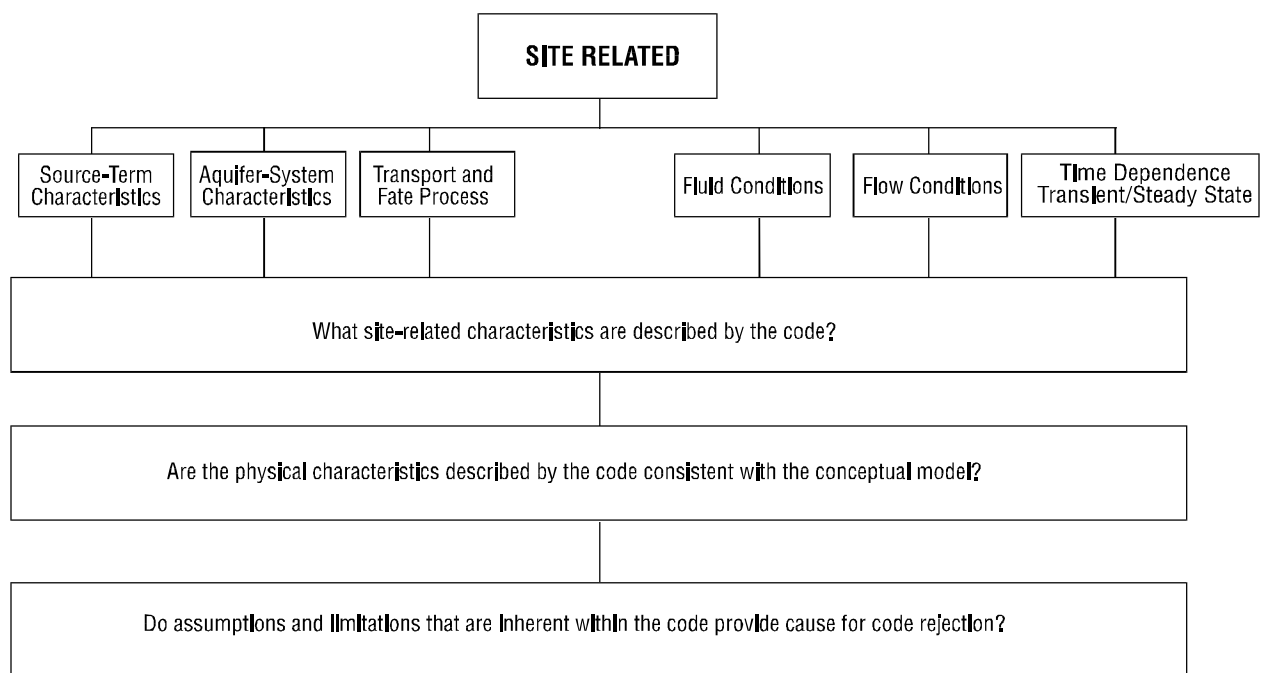 SITE RELATED
Source-Term
Characteristics
Aquifer-System
Characteristics
Transport and
Fate Process
Fluid Conditions
Flow Conditions
Time Dependence
Transient/Steady State
What site-related characteristics are described by the code?
Are the physical characteristics described by the code consistent with the conceptual model?
Do assumptions and limitations that are inherent within the code provide cause for code rejection?